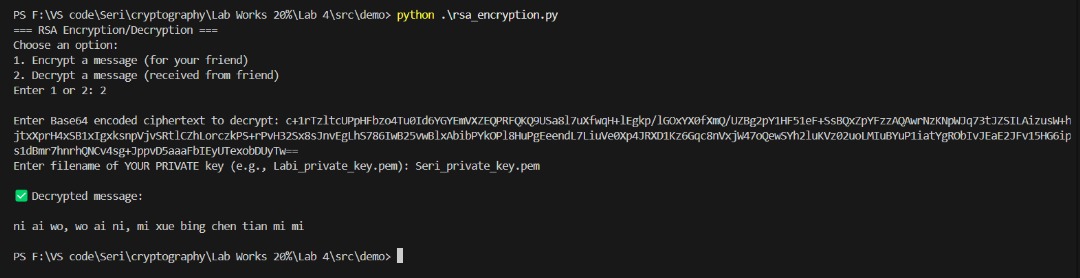 PS F:\VS code\Seri\cryptography\Lab Works 20%\Lab 4\src\demo> python .\rsa_encryption.py
=== RSA Encryption/Decryption ===
Choose an option:
1. Encrypt a message (for your friend)
2. Decrypt a message (received from friend)
Enter 1 or 2: 2
Enter Base64 encoded ciphertext to decrypt: c+1rTzltcUPpHFbzo4Tu0Id6YGYEmVXZEQPRFQKQ9USa8l7uXfwqH+lEgkp/lGOxYX0fXmQ/UZBg2pY1HF51eF+SsBQxZpYFzzAQAwrNzKNpWJq73tJZSILAizusW+h
jtxXprH4xSB1xIgxksnpVjvSRtlCZhLorczkPS+rPvH32Sx8sJnvEgLhS786IwB25vwBlxAbibPYkOPl8HuPgEeendL7LiuVe0Xp4JRXD1Kz6Gqc8nVxjW47oQewSYh2luKVz02uoLMIuBYuP1iatYgRObIvJEaE2JFv15HG6ip
s1dBmr7hnrhQNCv4sg+JppvD5aaaFbIEyUTexobDUyTw==
Enter filename of YOUR PRIVATE key (e.g., Labi_private_key.pem): Seri_private_key.pem
✅ Decrypted message:
ni ai wo, wo ai ni, mi xue bing chen tian mi mi
PS F:\VS code\Seri\cryptography\Lab Works 20%\Lab 4\src\demo>